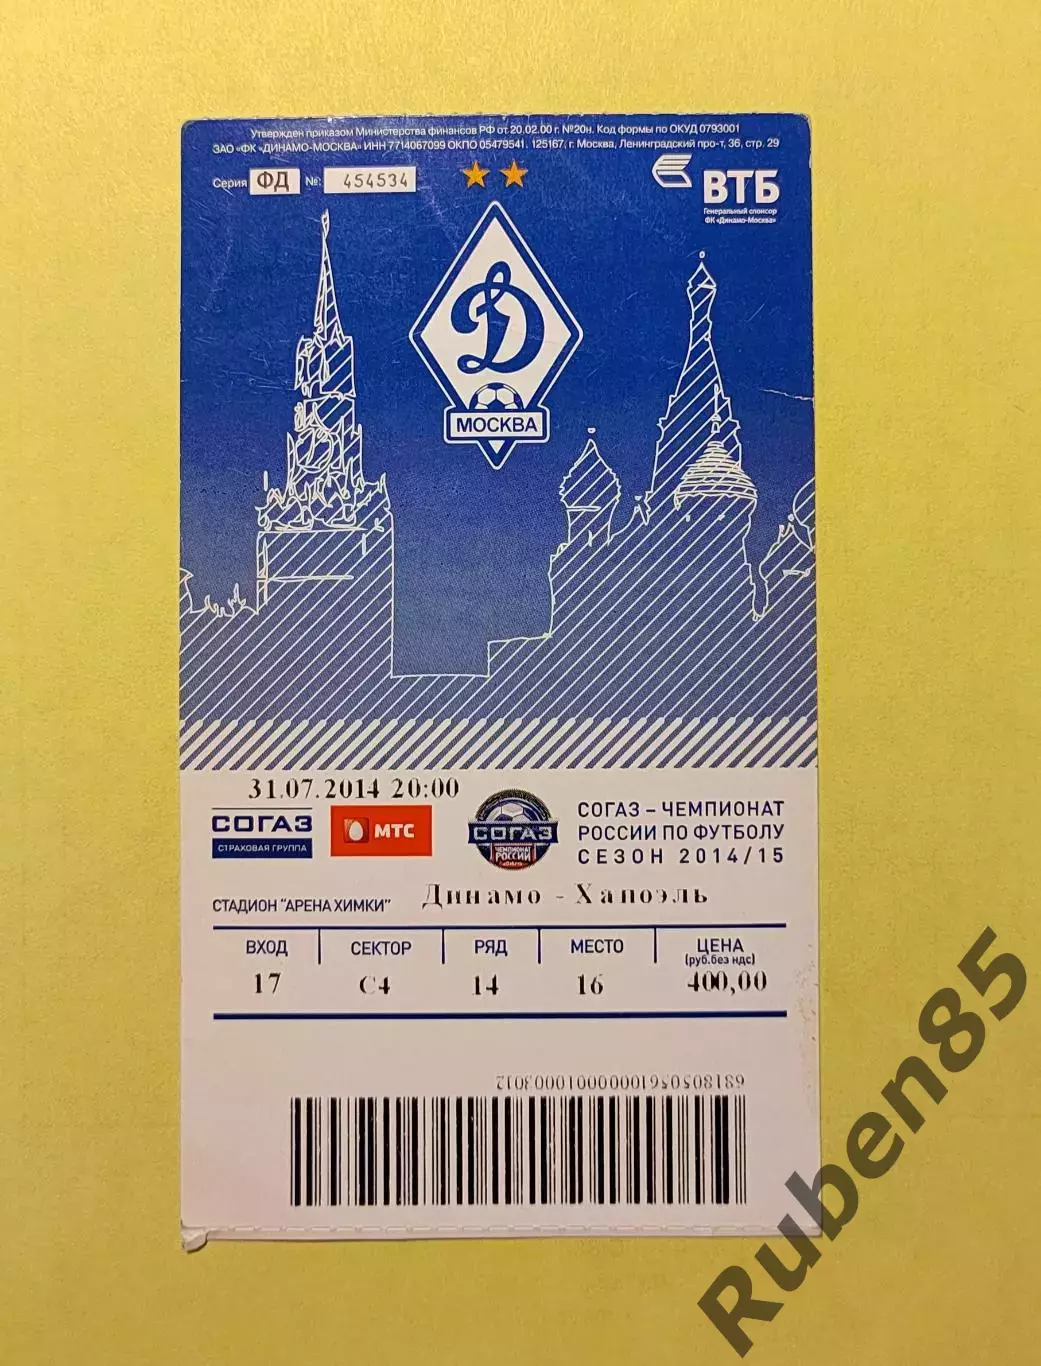 Утвержден приказом Министерства финансов РФ от 20.02.00 г. №20н. Код формы по ОКУД 0793001
ЗАО «ФК «ДИНАМО-МОСКВА» ИНН 7714067099 ОКПО 05479541. 125167, г. Москва, Ленинградский про-т, 36, стр. 29
Серия ФД №: 454534
ВТБ
Генеральный спонсор
ФК «Динамо-Москва»
Д
МОСКВА
31.07.2014 20:00
СОГАЗ
СТРАХОВАЯ ГРУППА
МТС
СОГАЗ
ЧЕМПИОНАТ
РОССИИ
СОГАЗ – ЧЕМПИОНАТ
РОССИИ ПО ФУТБОЛУ
СЕЗОН 2014/15
СТАДИОН "АРЕНА ХИМКИ" Динамо - Хапоэль
ВХОД СЕКТОР РЯД МЕСТО ЦЕНА
(руб.без ндс)
17 C4 14 16 400,00
6818050561000000100003012
Ruben85